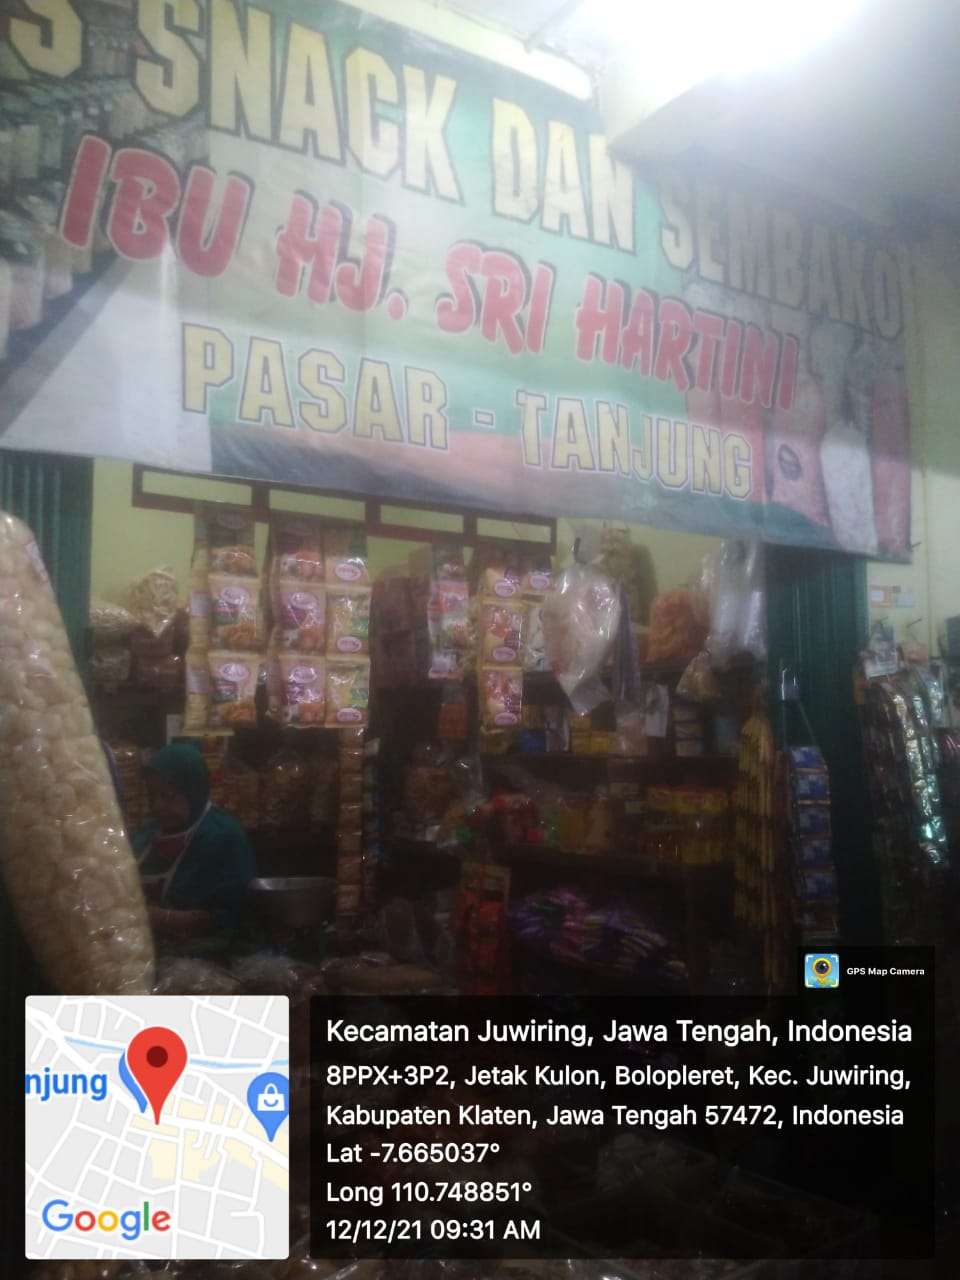 S SNACK DAN SEMBAKO
IBU HJ. SRI HARTINI
PASAR - TANJUNG
GPS Map Camera
njung
Google
Kecamatan Juwiring, Jawa Tengah, Indonesia
8PPX+3P2, Jetak Kulon, Bolopleret, Kec. Juwiring,
Kabupaten Klaten, Jawa Tengah 57472, Indonesia
Lat -7.665037°
Long 110.748851°
12/12/21 09:31 AM